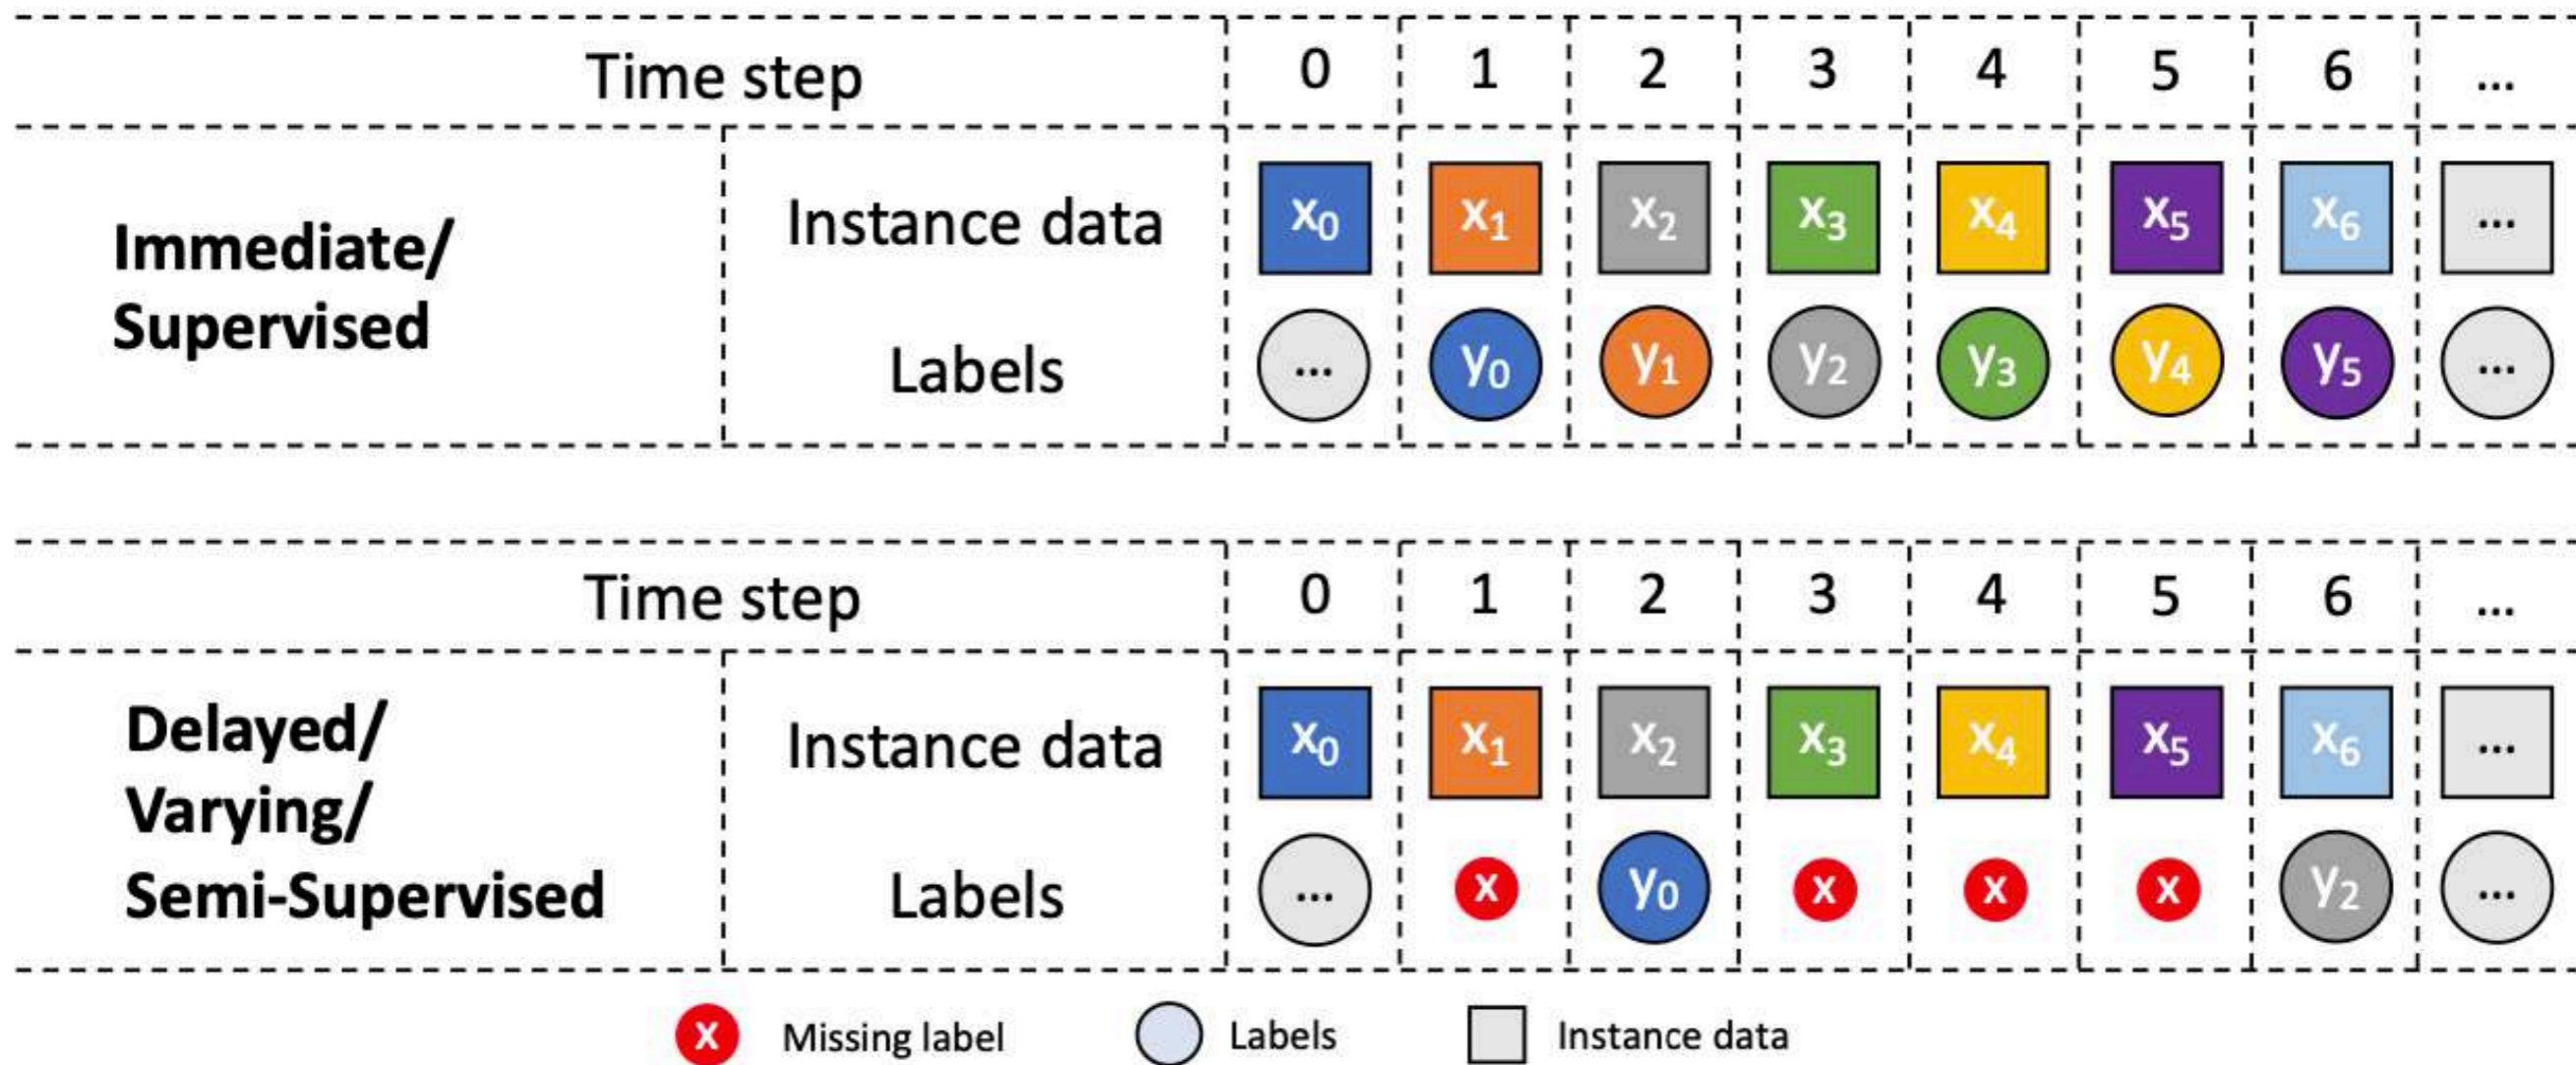 Time step 0 1 2 3 4 5 6 ...
Immediate/
Supervised
Instance data x₀ x₁ x₂ x₃ x₄ x₅ x₆ ...
Labels ... y₀ y₁ y₂ y₃ y₄ y₅ ...
Time step 0 1 2 3 4 5 6 ...
Delayed/
Varying/
Semi-Supervised
Instance data x₀ x₁ x₂ x₃ x₄ x₅ x₆ ...
Labels ... x y₀ x x x y₂ ...
x Missing label Labels Instance data